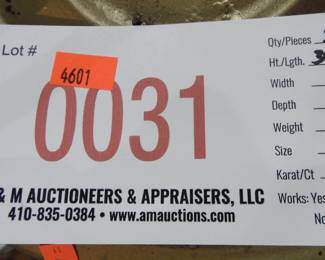 Lot #
4601
0031
& M AUCTIONEERS & APPRAISERS, LLC
410-835-0384 • www.amauctions.com
Qty/Pieces
Ht./Lgth.
Width
Depth
Weight
Size
Karat/Ct
Works: Yes
No